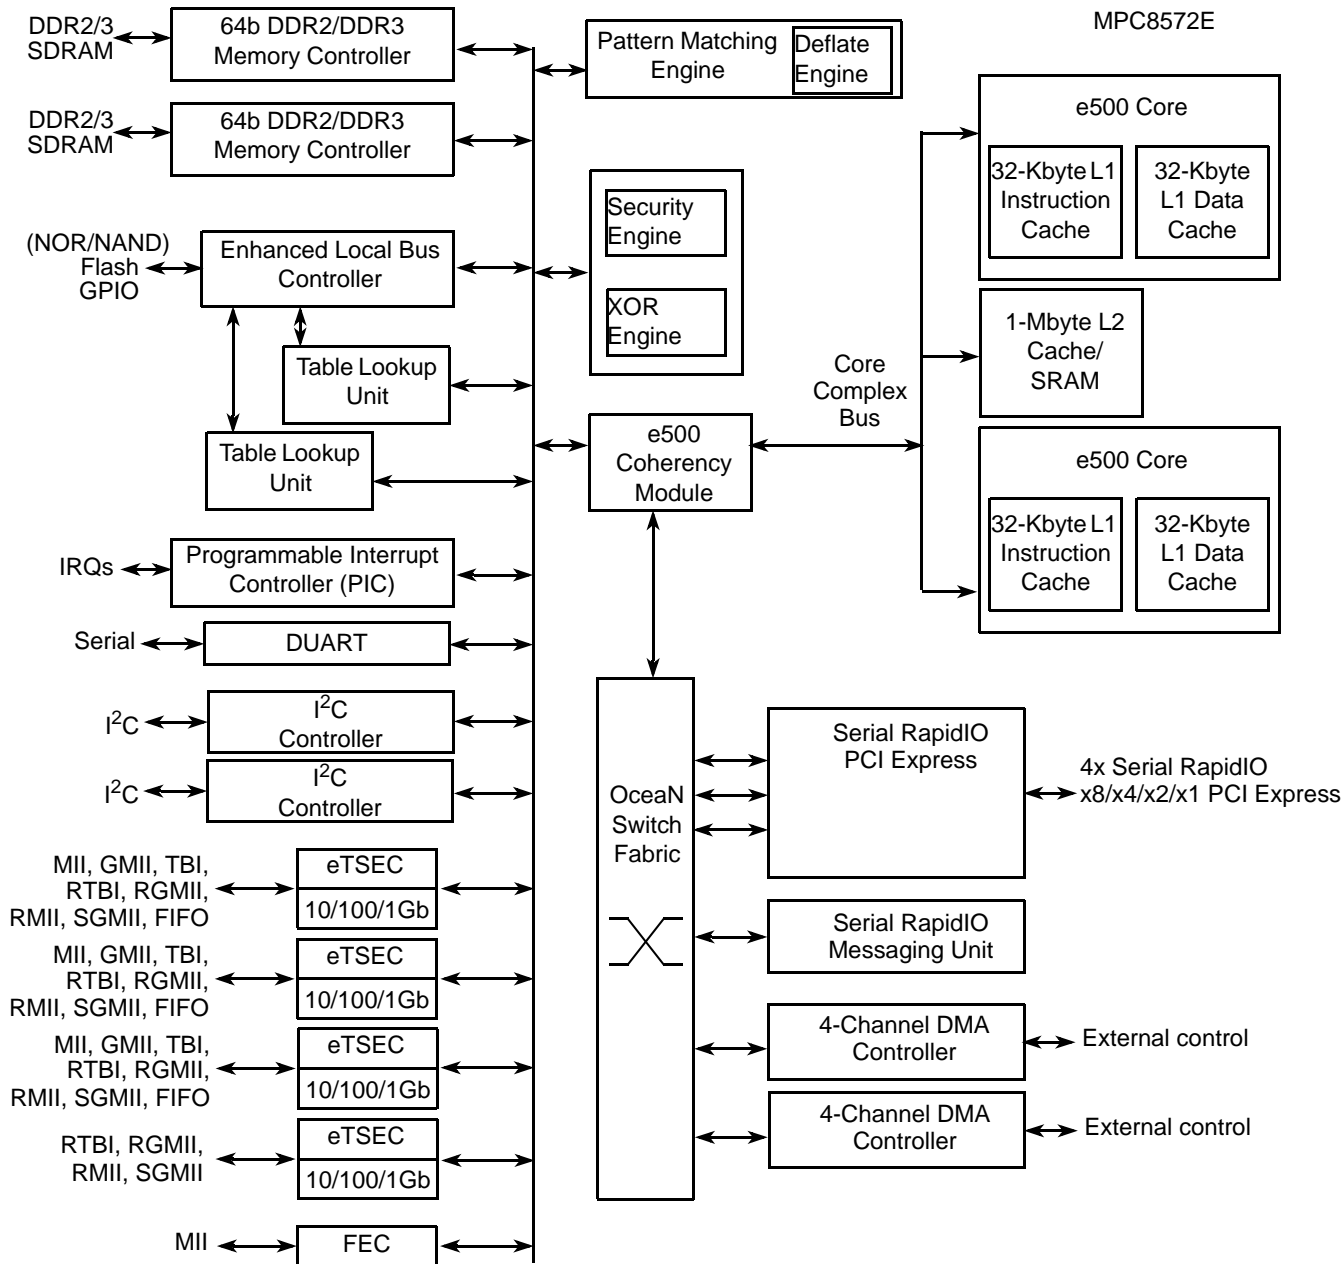 MPC8572E
DDR2/3
SDRAM
64b DDR2/DDR3
Memory Controller
DDR2/3
SDRAM
64b DDR2/DDR3
Memory Controller
(NOR/NAND)
Flash
GPIO
Enhanced Local Bus
Controller
Table Lookup
Unit
Table Lookup
Unit
IRQs
Programmable Interrupt
Controller (PIC)
Serial
DUART
I²C
I²C
Controller
I²C
I²C
Controller
MII, GMII, TBI,
RTBI, RGMII,
RMII, SGMII, FIFO
eTSEC
10/100/1Gb
MII, GMII, TBI,
RTBI, RGMII,
RMII, SGMII, FIFO
eTSEC
10/100/1Gb
MII, GMII, TBI,
RTBI, RGMII,
RMII, SGMII, FIFO
eTSEC
10/100/1Gb
RTBI, RGMII,
RMII, SGMII
eTSEC
10/100/1Gb
MII
FEC
Pattern Matching
Engine
Deflate
Engine
Security
Engine
XOR
Engine
e500
Coherency
Module
Core
Complex
Bus
e500 Core
32-Kbyte L1
Instruction
Cache
32-Kbyte
L1 Data
Cache
1-Mbyte L2
Cache/
SRAM
e500 Core
32-Kbyte L1
Instruction
Cache
32-Kbyte
L1 Data
Cache
OceaN
Switch
Fabric
Serial RapidIO
PCI Express
4x Serial RapidIO
x8/x4/x2/x1 PCI Express
Serial RapidIO
Messaging Unit
4-Channel DMA
Controller
External control
4-Channel DMA
Controller
External control